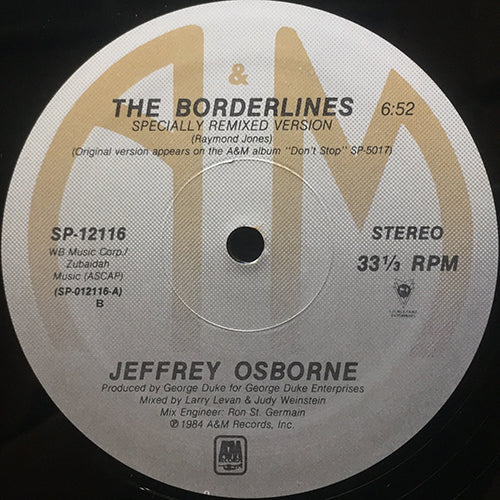 A & M
THE BORDERLINES 6:52
SPECIALLY REMIXED VERSION
(Raymond Jones)
(Original version appears on the A&M album "Don't Stop" SP-5017)
SP-12116
WB Music Corp./
Zubaidah
Music (ASCAP)
(SP-012116-A)
B
STEREO
33⅓ RPM
JEFFREY OSBORNE
Produced by George Duke for George Duke Enterprises
Mixed by Larry Levan & Judy Weinstein
Mix Engineer: Ron St. Germain
℗1984 A&M Records, Inc.
A&M
RECORDS